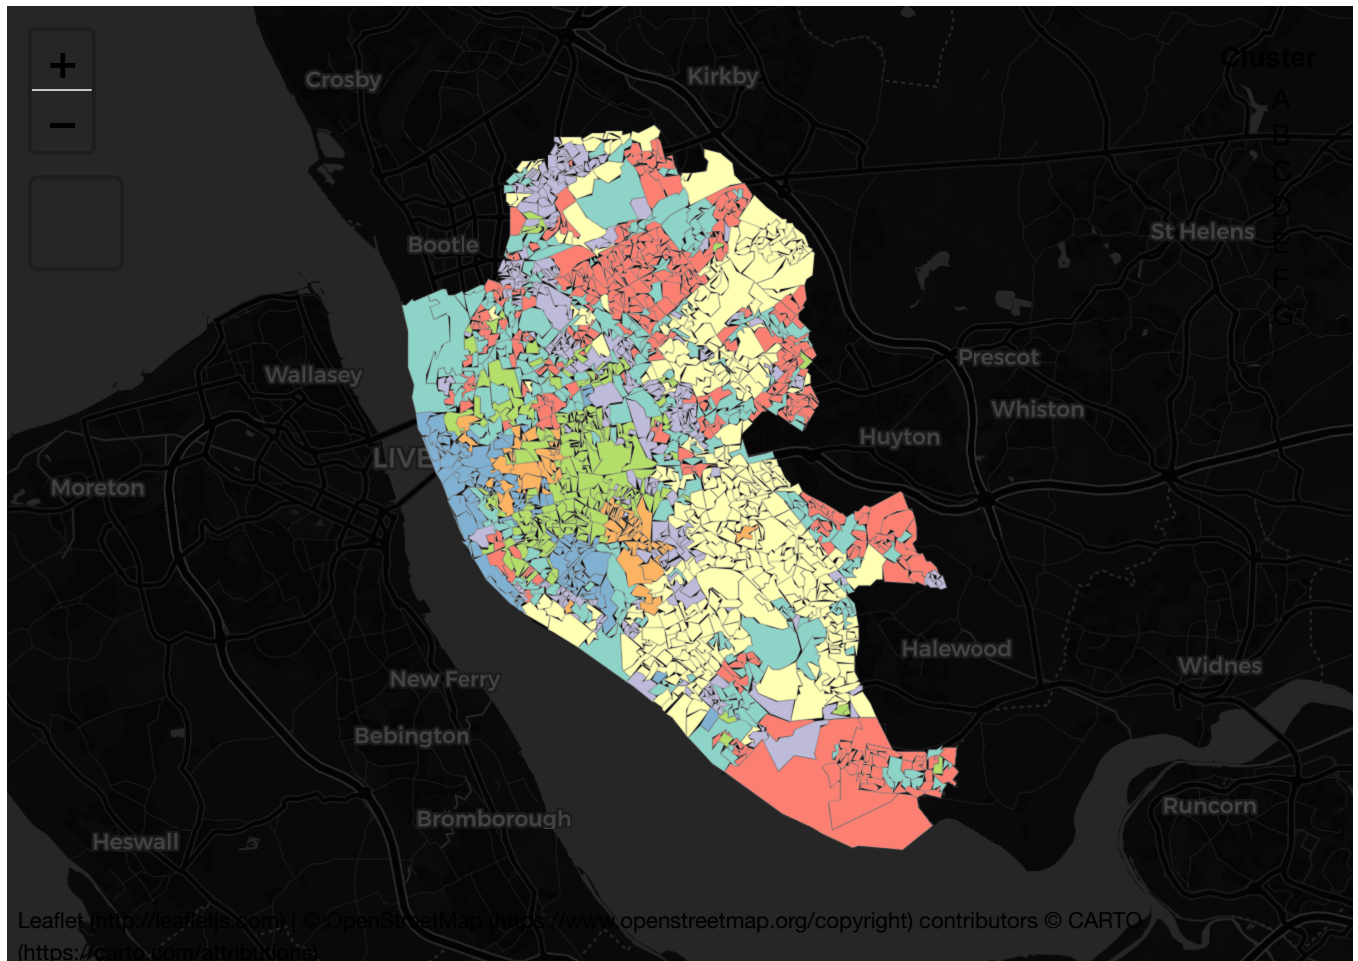 +
−
Crosby
Kirkby
Cluster
A
B
C
D
E
F
G
Bootle
St Helens
Wallasey
Prescot
Whiston
Huyton
LIVE
Moreton
Halewood
Widnes
New Ferry
Bebington
Bromborough
Runcorn
Heswall
Leaflet (http://leafletjs.com) | © OpenStreetMap (https://www.openstreetmap.org/copyright) contributors © CARTO
(https://carto.com/attributions)